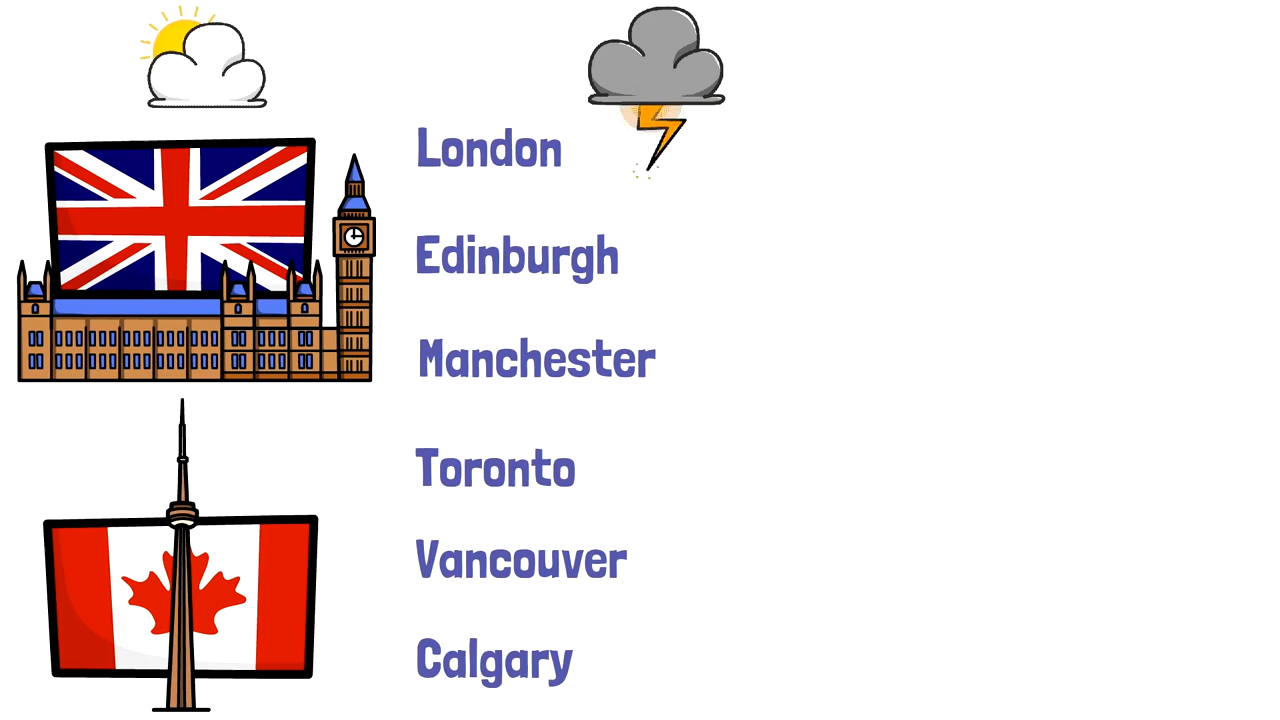 London
Edinburgh
Manchester
Toronto
Vancouver
Calgary